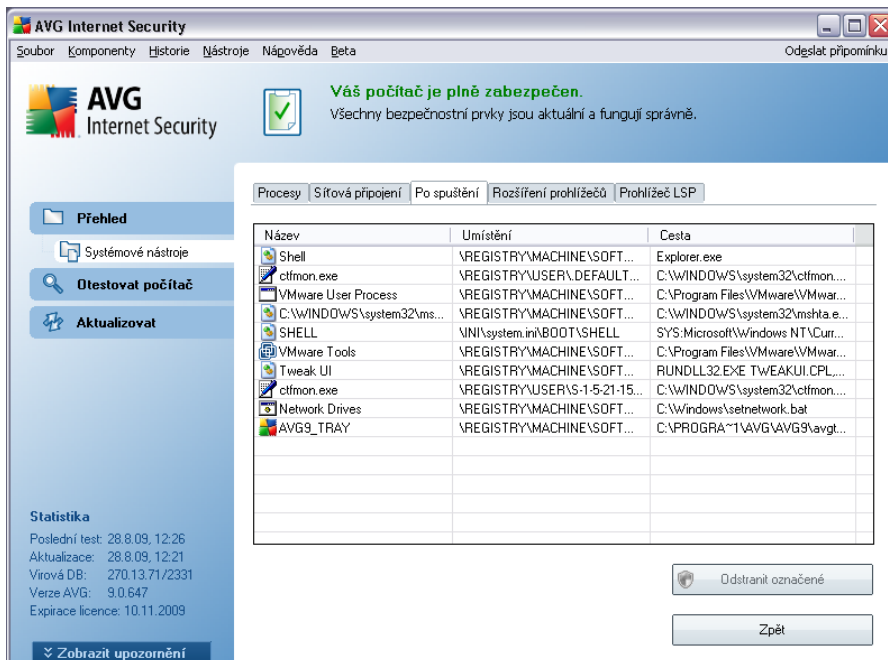 AVG Internet Security
Soubor Komponenty Historie Nástroje Nápověda Beta Odeslat připomínku
AVG
Internet Security
Váš počítač je plně zabezpečen.
Všechny bezpečnostní prvky jsou aktuální a fungují správně.
Přehled
Systémové nástroje
Otestovat počítač
Aktualizovat
Procesy Síťová připojení Po spuštění Rozšíření prohlížečů Prohlížeč LSP
Název Umístění Cesta
Shell \REGISTRY\MACHINE\SOFT... Explorer.exe
ctfmon.exe \REGISTRY\USER\.DEFAULT... C:\WINDOWS\system32\ctfmon....
VMware User Process \REGISTRY\MACHINE\SOFT... C:\Program Files\VMware\VMwar...
C:\WINDOWS\system32\ms... \REGISTRY\MACHINE\SOFT... C:\WINDOWS\system32\mshta.e...
SHELL \INI\system.ini\BOOT\SHELL SYS:Microsoft\Windows NT\Curr...
VMware Tools \REGISTRY\MACHINE\SOFT... C:\Program Files\VMware\VMwar...
Tweak UI \REGISTRY\MACHINE\SOFT... RUNDLL32.EXE TWEAKUI.CPL,...
ctfmon.exe \REGISTRY\USER\S-1-5-21-15... C:\WINDOWS\system32\ctfmon....
Network Drives \REGISTRY\MACHINE\SOFT... C:\Windows\setnetwork.bat
AVG9_TRAY \REGISTRY\MACHINE\SOFT... C:\PROGRA~1\AVG\AVG9\avgt...
Statistika
Poslední test: 28.8.09, 12:26
Aktualizace: 28.8.09, 12:21
Virová DB: 270.13.71/2331
Verze AVG: 9.0.647
Expirace licence: 10.11.2009
Zobrazit upozornění
Odstranit označené
Zpět